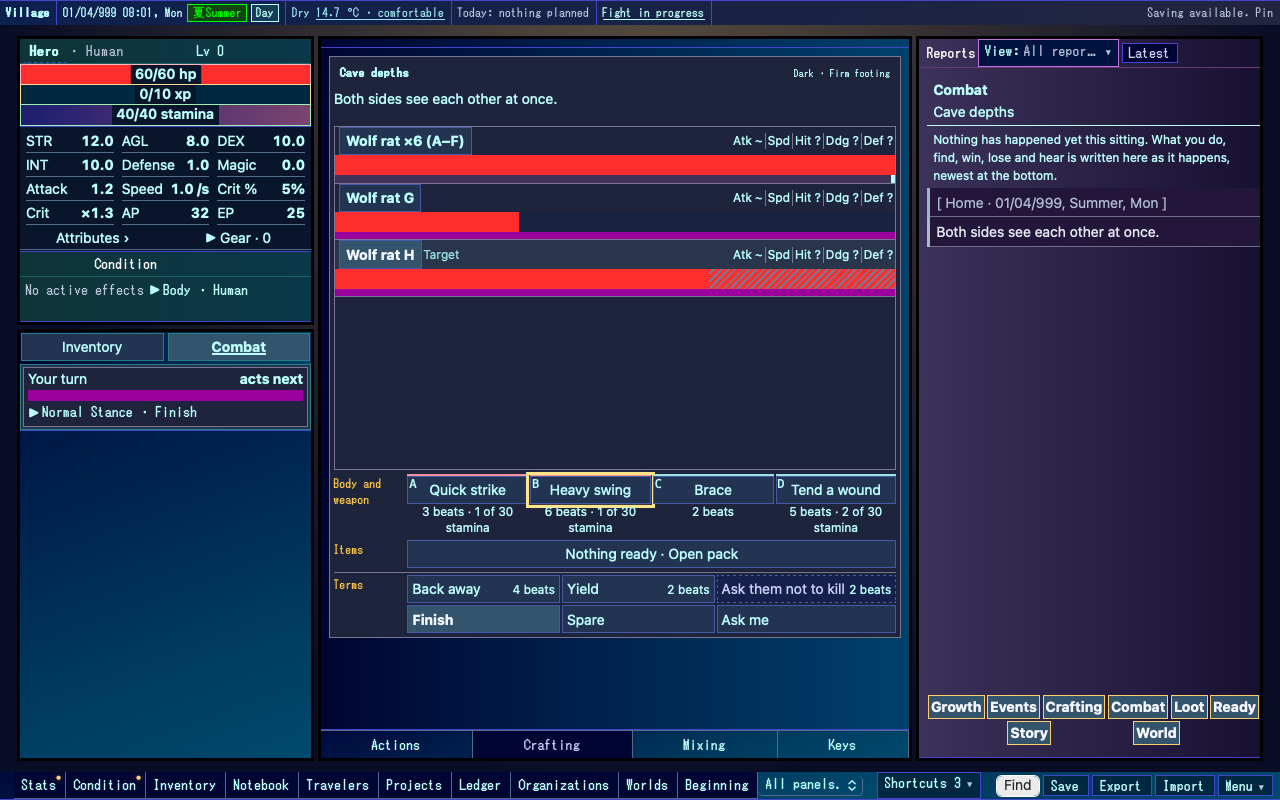 Village 01/04/999 08:01, Mon 夏Summer Day Dry 14.7 °C · comfortable Today: nothing planned Fight in progress Saving available. Pin
Hero · Human Lv 0
60/60 hp
0/10 xp
40/40 stamina
STR 12.0 AGL 8.0 DEX 10.0
INT 10.0 Defense 1.0 Magic 0.0
Attack 1.2 Speed 1.0 /s Crit % 5%
Crit ×1.3 AP 32 EP 25
Attributes › ▶ Gear · 0
Condition
No active effects ▶Body · Human
Inventory Combat
Your turn acts next
▶Normal Stance · Finish
Cave depths Dark · Firm footing
Both sides see each other at once.
Wolf rat ×6 (A–F) Atk ~ Spd Hit ? Ddg ? Def ?
Wolf rat G Atk ~ Spd Hit ? Ddg ? Def ?
Wolf rat H Target Atk ~ Spd Hit ? Ddg ? Def ?
Body and weapon
A Quick strike B Heavy swing C Brace D Tend a wound
3 beats · 1 of 30 stamina 6 beats · 1 of 30 stamina 2 beats 5 beats · 2 of 30 stamina
Items Nothing ready · Open pack
Terms Back away 4 beats Yield 2 beats Ask them not to kill 2 beats
Finish Spare Ask me
Actions Crafting Mixing Keys
Reports View: All repor… ▾ Latest
Combat
Cave depths
Nothing has happened yet this sitting. What you do,
find, win, lose and hear is written here as it happens,
newest at the bottom.
[ Home · 01/04/999, Summer, Mon ]
Both sides see each other at once.
Growth Events Crafting Combat Loot Ready
Story World
Stats Condition Inventory Notebook Travelers Projects Ledger Organizations Worlds Beginning All panels. Shortcuts 3 ▾ Find Save Export Import Menu ▾